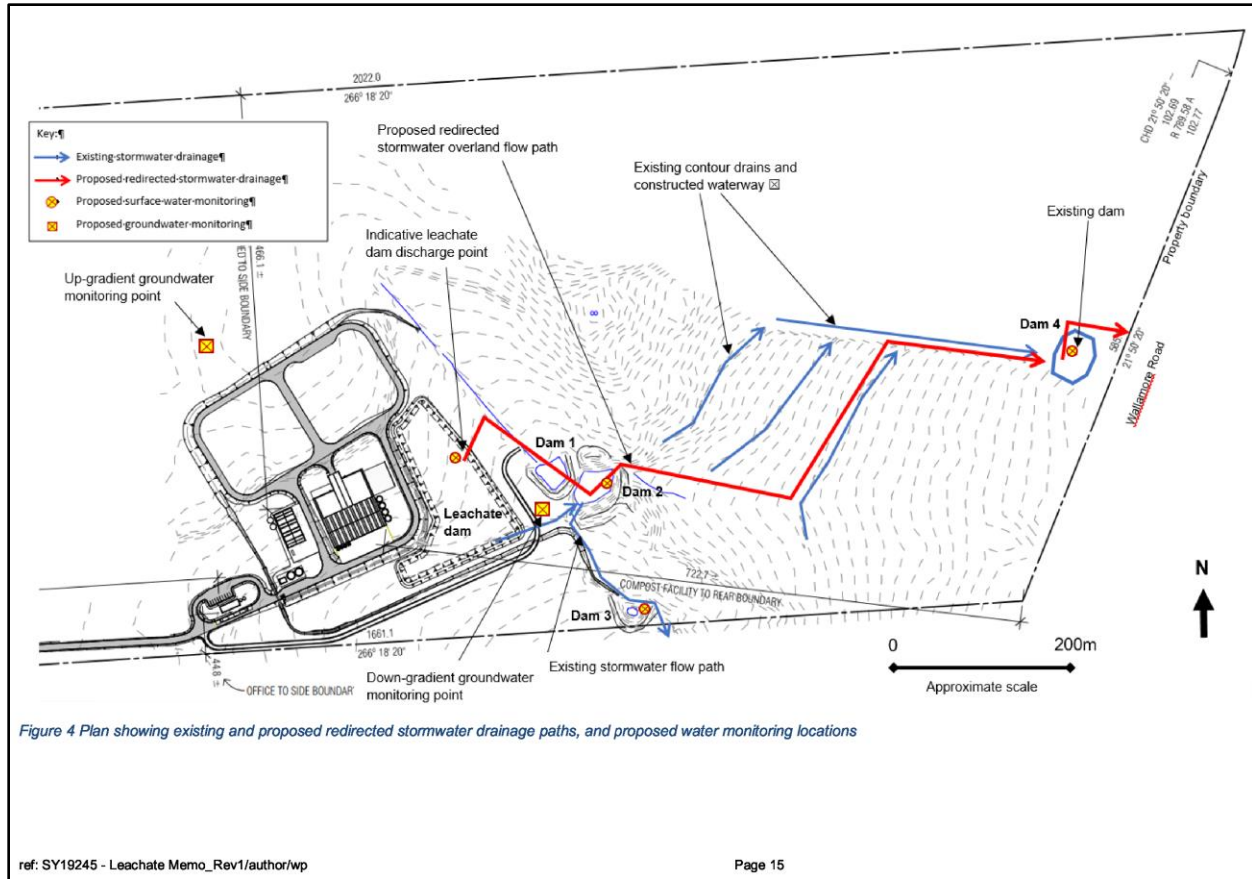 2022.0
266° 18' 20"
CHD 21° 50' 20" —
102.69
R 789.58 A
102.77
Key:¶
Existing-stormwater-drainage¶
Proposed-redirected-stormwater-drainage¶
Proposed-surface-water-monitoring¶
Proposed-groundwater-monitoring¶
466.1 ±
ED TO SIDE BOUNDARY
Proposed redirected
stormwater overland flow path
Existing contour drains and
constructed waterway
Existing dam
Property boundary
Indicative leachate
dam discharge point
Up-gradient groundwater
monitoring point
Dam 4
21° 50' 20"
Wallamore Road
Dam 1
Dam 2
Leachate
dam
722.7 ±
COMPOST FACILITY TO REAR BOUNDARY
N
Dam 3
1661.1
266° 18' 20"
44.8 ±
OFFICE TO SIDE BOUNDAR
Down-gradient groundwater
monitoring point
Existing stormwater flow path
0
200m
Approximate scale
Figure 4 Plan showing existing and proposed redirected stormwater drainage paths, and proposed water monitoring locations
ref: SY19245 - Leachate Memo_Rev1/author/wp
Page 15